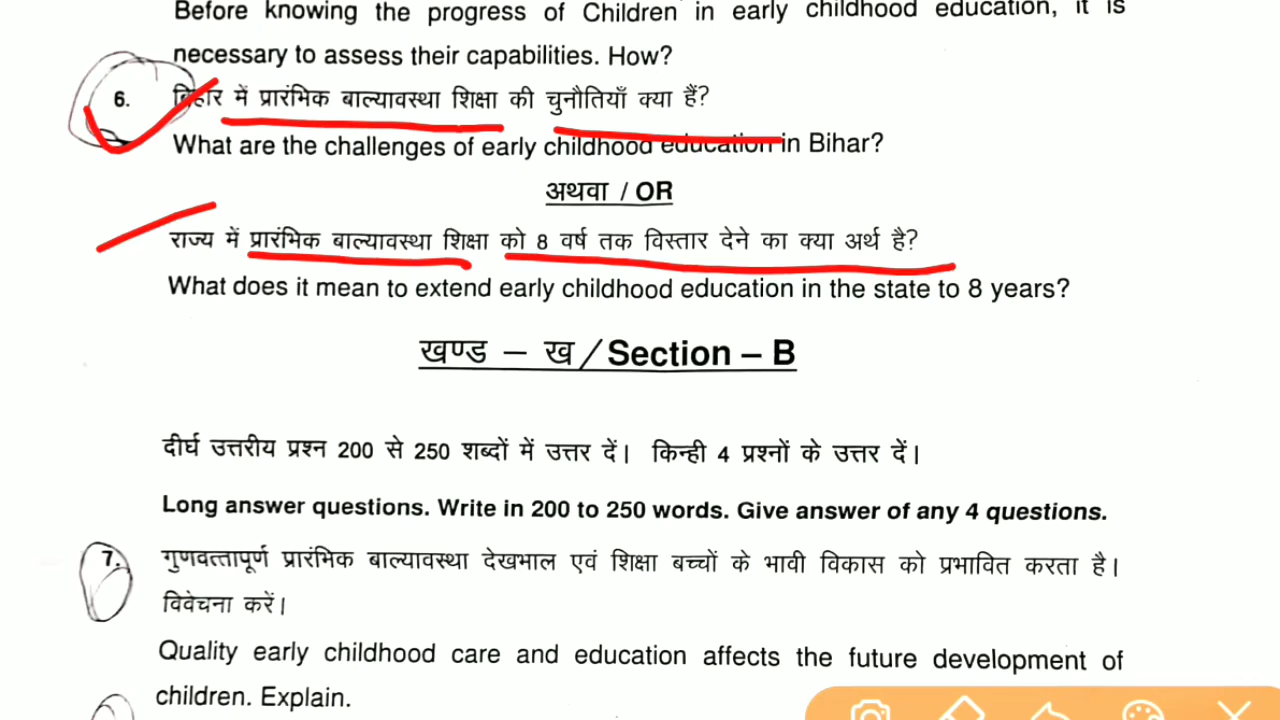 Before knowing the progress of Children in early childhood education, it is
necessary to assess their capabilities. How?
6. बिहार में प्रारंभिक बाल्यावस्था शिक्षा की चुनौतियाँ क्या हैं?
What are the challenges of early childhood education in Bihar?
अथवा / OR
राज्य में प्रारंभिक बाल्यावस्था शिक्षा को 8 वर्ष तक विस्तार देने का क्या अर्थ है?
What does it mean to extend early childhood education in the state to 8 years?
खण्ड – ख / Section – B
दीर्घ उत्तरीय प्रश्न 200 से 250 शब्दों में उत्तर दें। किन्ही 4 प्रश्नों के उत्तर दें।
Long answer questions. Write in 200 to 250 words. Give answer of any 4 questions.
7. गुणवत्तापूर्ण प्रारंभिक बाल्यावस्था देखभाल एवं शिक्षा बच्चों के भावी विकास को प्रभावित करता है।
विवेचना करें।
Quality early childhood care and education affects the future development of
children. Explain.